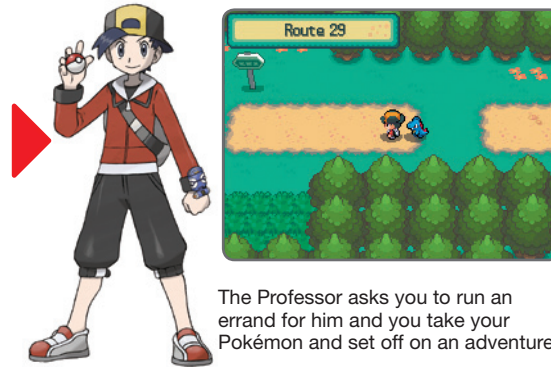 Route 29
The Professor asks you to run an
errand for him and you take your
Pokémon and set off on an adventure